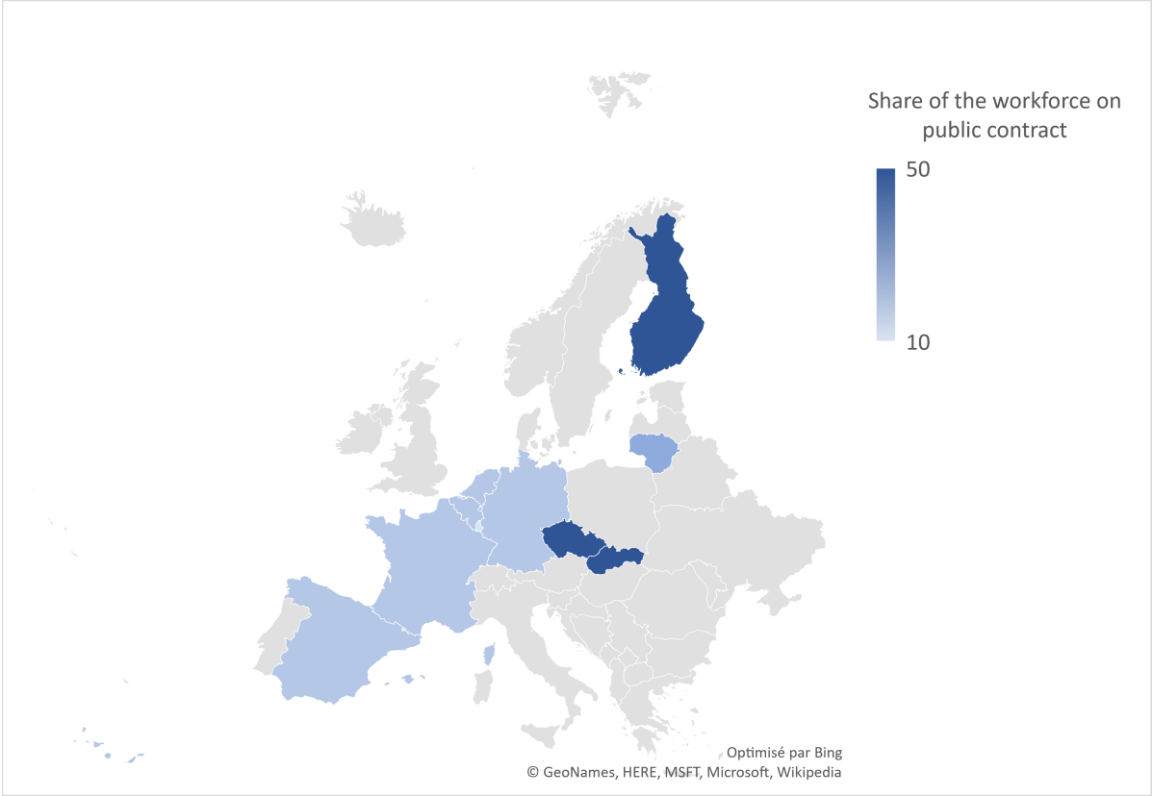 Share of the workforce on
public contract
50
10
Optimisé par Bing
© GeoNames, HERE, MSFT, Microsoft, Wikipedia